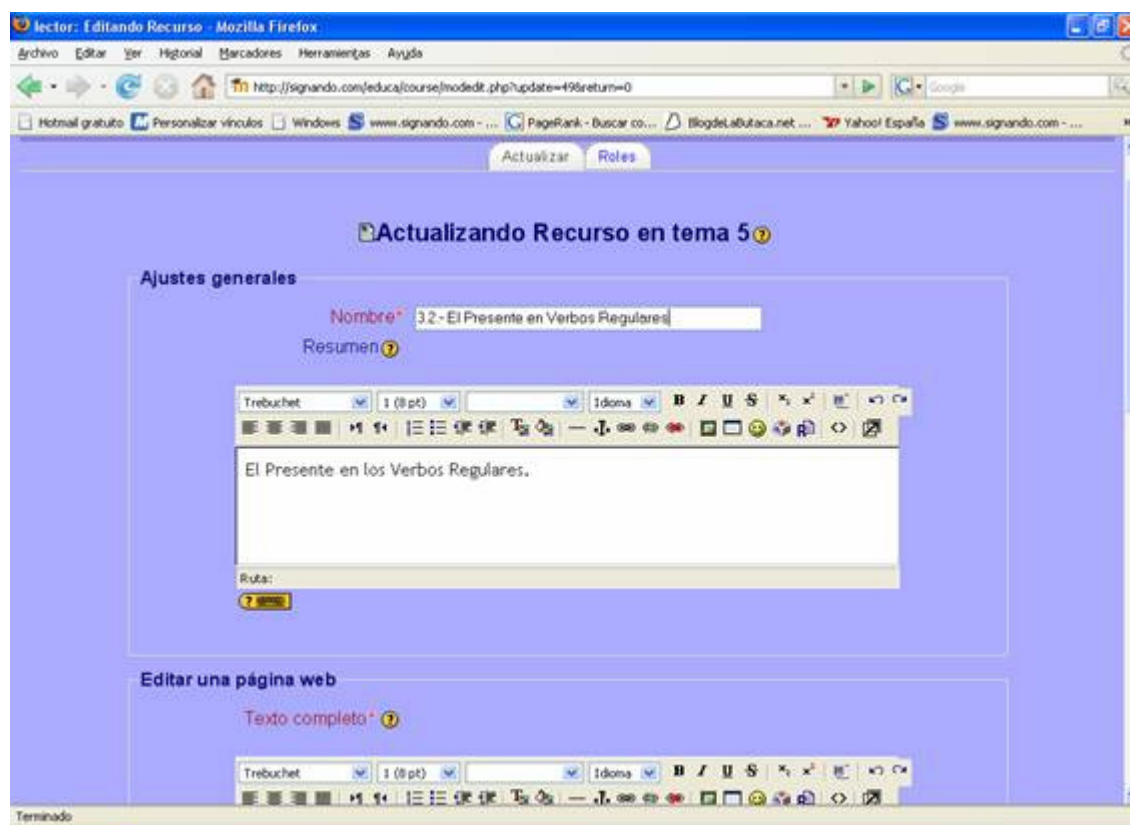 lector: Editando Recurso - Mozilla Firefox
Archivo Editar Ver Historial Marcadores Herramientas Ayuda
http://signando.com/educa/course/modedit.php?update=49&return=0 Google
Hotmail gratuito Personalizar vínculos Windows www.signando.com - ... PageRank - Buscar co... BlogdeLaButaca.net ... Yahoo! España www.signando.com - ...
Actualizar Roles
Actualizando Recurso en tema 5
Ajustes generales
Nombre* 3.2 - El Presente en Verbos Regulares
Resumen
Trebuchet 1 (8 pt) Idioma B I U S
El Presente en los Verbos Regulares.
Ruta:
Editar una página web
Texto completo*
Trebuchet 1 (8 pt) Idioma B I U S
Terminado